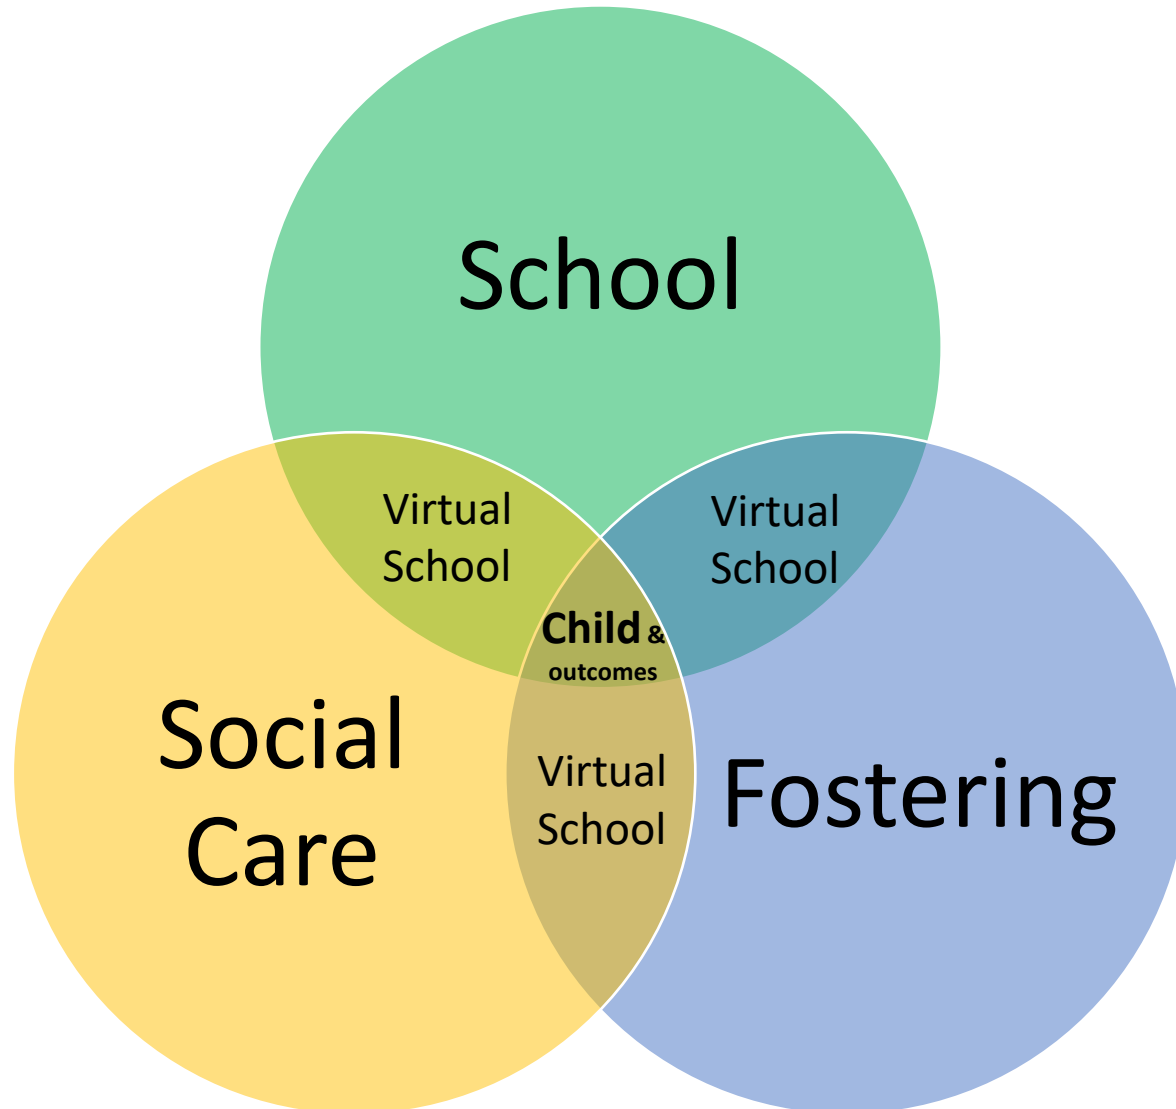 School
Virtual
School
Virtual
School
Child &
outcomes
Social
Care
Virtual
School
Fostering